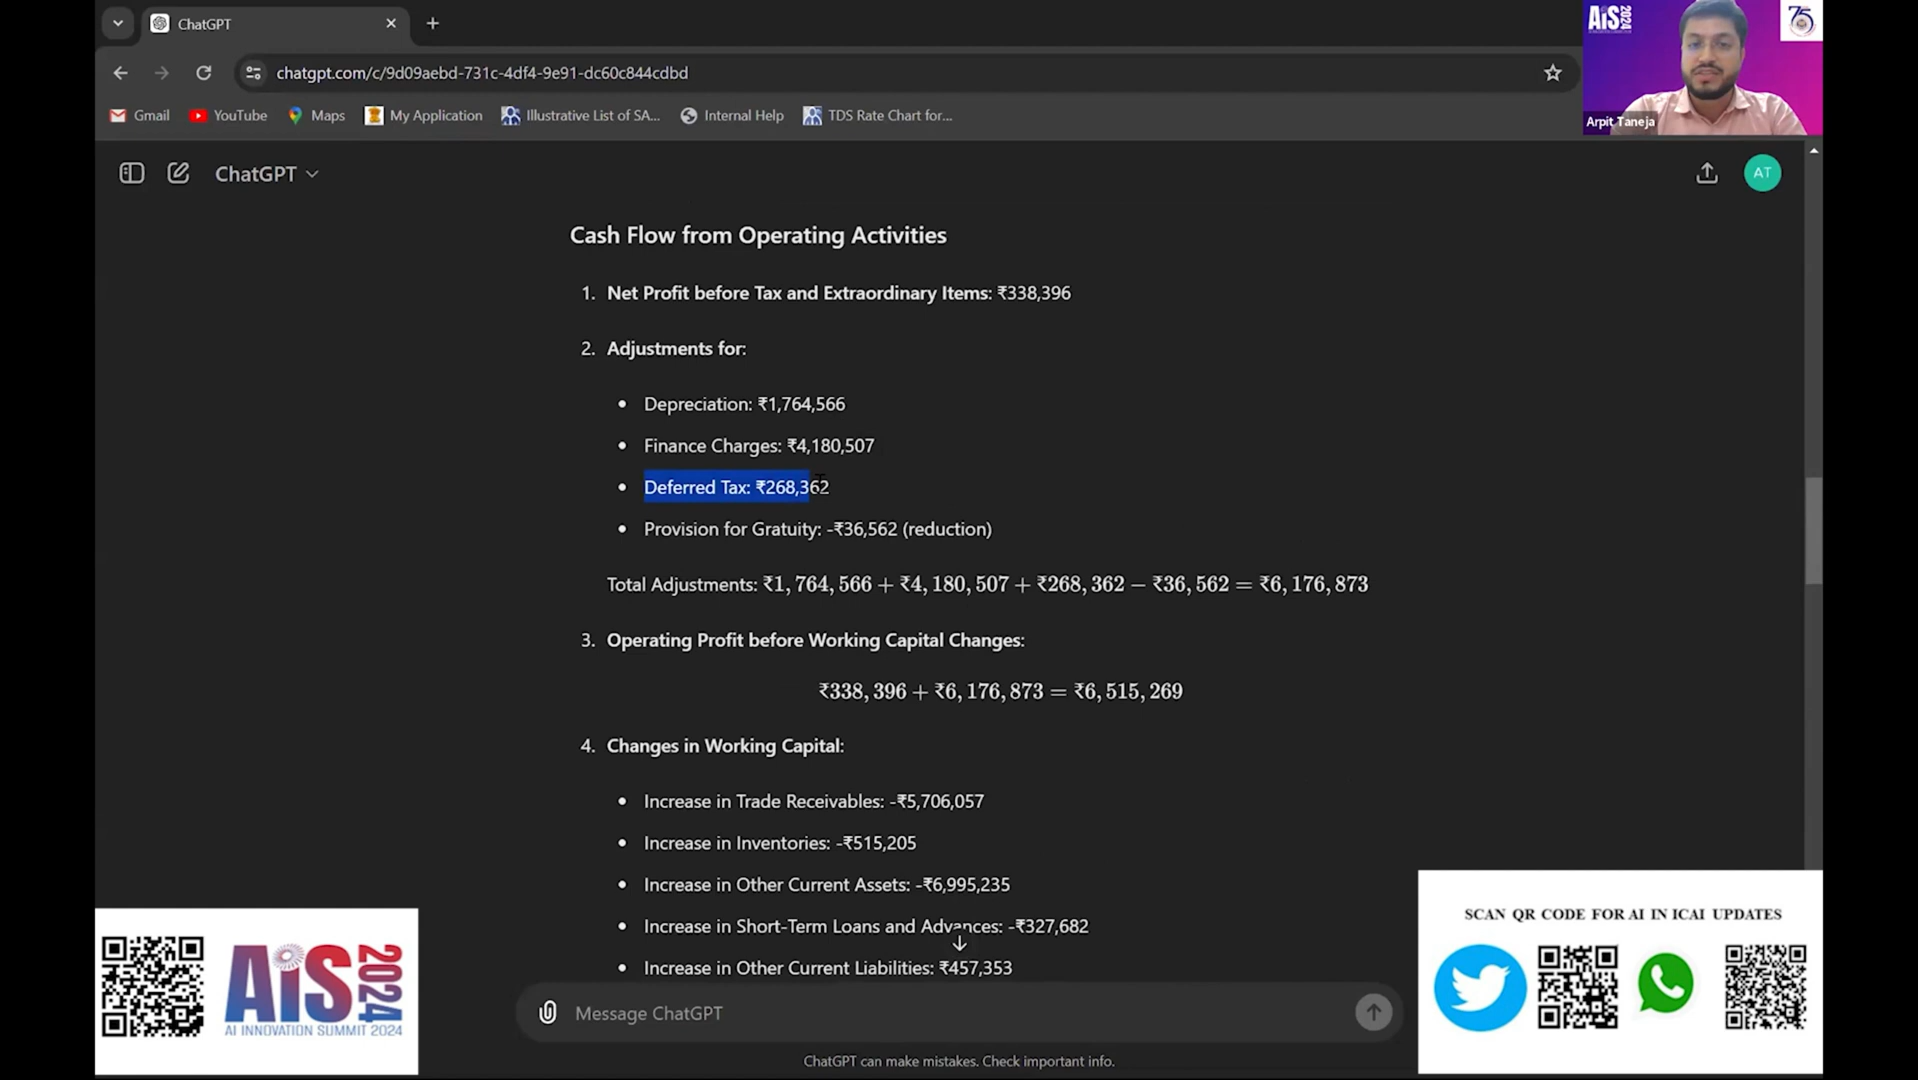 ChatGPT
chatgpt.com/c/9d09aebd-731c-4df4-9e91-dc60c844cdbd
Gmail YouTube Maps My Application Illustrative List of SA... Internal Help TDS Rate Chart for...
AiS 2024
75
Arpit Taneja
ChatGPT
AT
Cash Flow from Operating Activities
1. Net Profit before Tax and Extraordinary Items: ₹338,396
2. Adjustments for:
• Depreciation: ₹1,764,566
• Finance Charges: ₹4,180,507
• Deferred Tax: ₹268,362
• Provision for Gratuity: -₹36,562 (reduction)
Total Adjustments: ₹1,764,566 + ₹4,180,507 + ₹268,362 − ₹36,562 = ₹6,176,873
3. Operating Profit before Working Capital Changes:
₹338,396 + ₹6,176,873 = ₹6,515,269
4. Changes in Working Capital:
• Increase in Trade Receivables: -₹5,706,057
• Increase in Inventories: -₹515,205
• Increase in Other Current Assets: -₹6,995,235
• Increase in Short-Term Loans and Advances: -₹327,682
• Increase in Other Current Liabilities: ₹457,353
Message ChatGPT
ChatGPT can make mistakes. Check important info.
AiS 2024
AI INNOVATION SUMMIT 2024
SCAN QR CODE FOR AI IN ICAI UPDATES